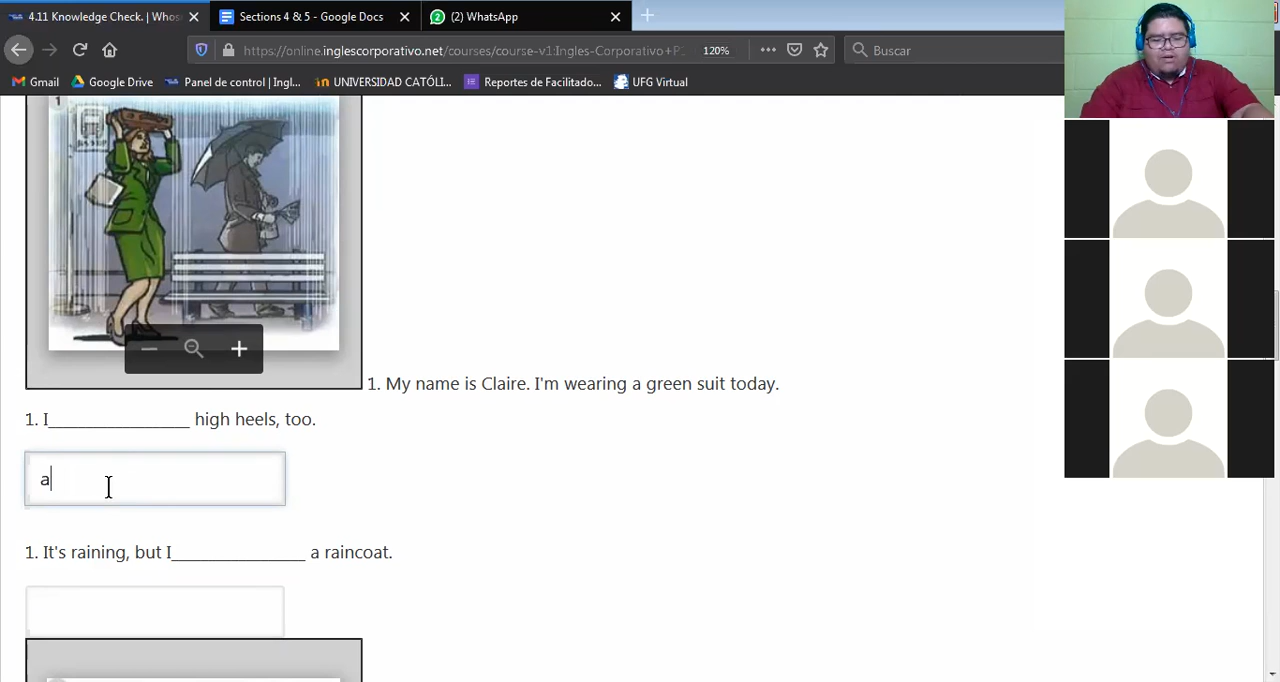 4.11 Knowledge Check. | Whos
Sections 4 & 5 - Google Docs
(2) WhatsApp
https://online.inglescorporativo.net/courses/course-v1:Ingles-Corporativo+P
120%
Buscar
Gmail
Google Drive
Panel de control | Ingl...
UNIVERSIDAD CATÓLI...
Reportes de Facilitado...
UFG Virtual
1
1. My name is Claire. I'm wearing a green suit today.
1. I_______________ high heels, too.
a
1. It's raining, but I______________ a raincoat.